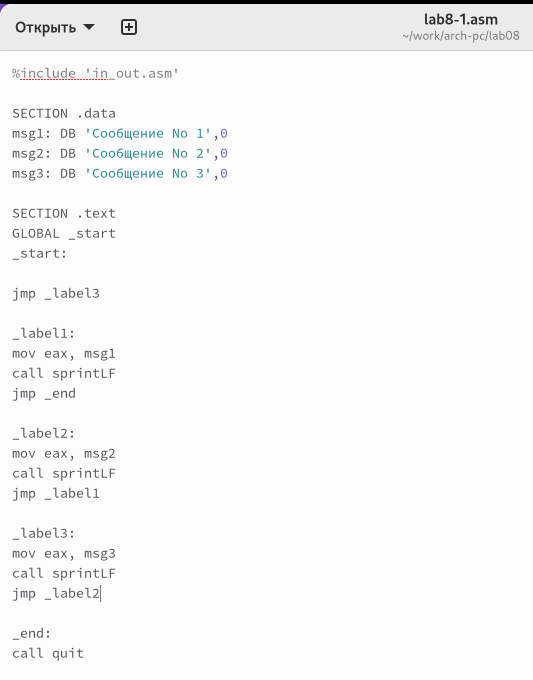 Открыть
lab8-1.asm
~/work/arch-pc/lab08
%include 'in_out.asm'
SECTION .data
msg1: DB 'Сообщение No 1',0
msg2: DB 'Сообщение No 2',0
msg3: DB 'Сообщение No 3',0
SECTION .text
GLOBAL _start
_start:
jmp _label3
_label1:
mov eax, msg1
call sprintLF
jmp _end
_label2:
mov eax, msg2
call sprintLF
jmp _label1
_label3:
mov eax, msg3
call sprintLF
jmp _label2
_end:
call quit